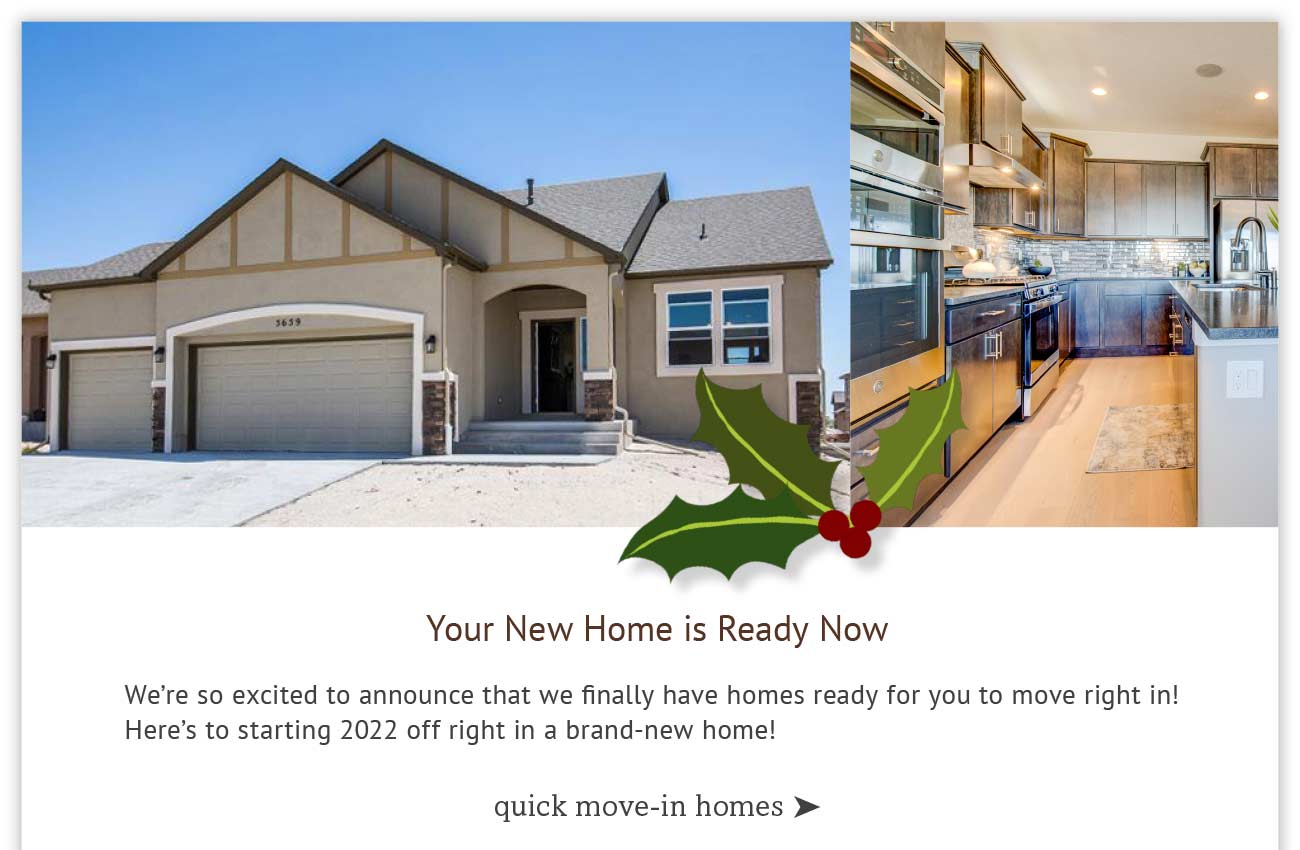 5659
Your New Home is Ready Now
We’re so excited to announce that we finally have homes ready for you to move right in!
Here’s to starting 2022 off right in a brand-new home!
quick move-in homes ➤